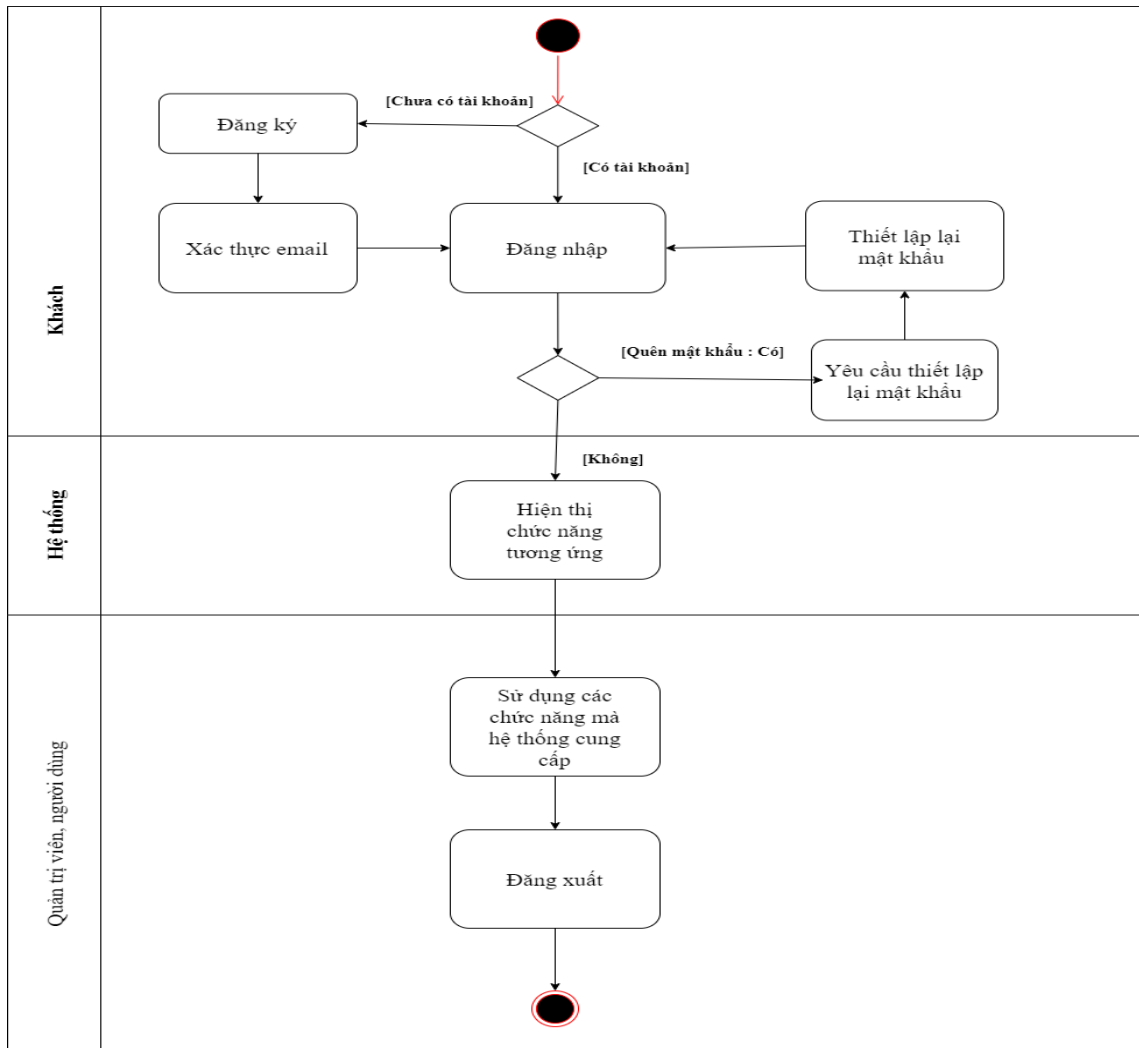 [Chưa có tài khoản]
Đăng ký
[Có tài khoản]
Xác thực email
Đăng nhập
Thiết lập lại
mật khẩu
Khách
[Quên mật khẩu : Có]
Yêu cầu thiết lập
lại mật khẩu
[Không]
Hệ thống
Hiện thị
chức năng
tương ứng
Quản trị viên, người dùng
Sử dụng các
chức năng mà
hệ thống cung
cấp
Đăng xuất